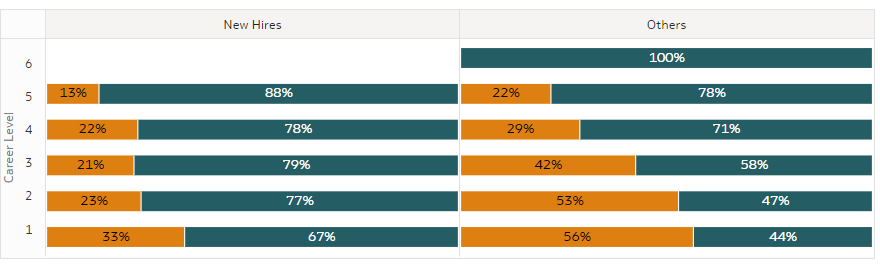 New Hires Others
6 100%
5 13% 88% 22% 78%
4 22% 78% 29% 71%
3 21% 79% 42% 58%
2 23% 77% 53% 47%
1 33% 67% 56% 44%
Career Level